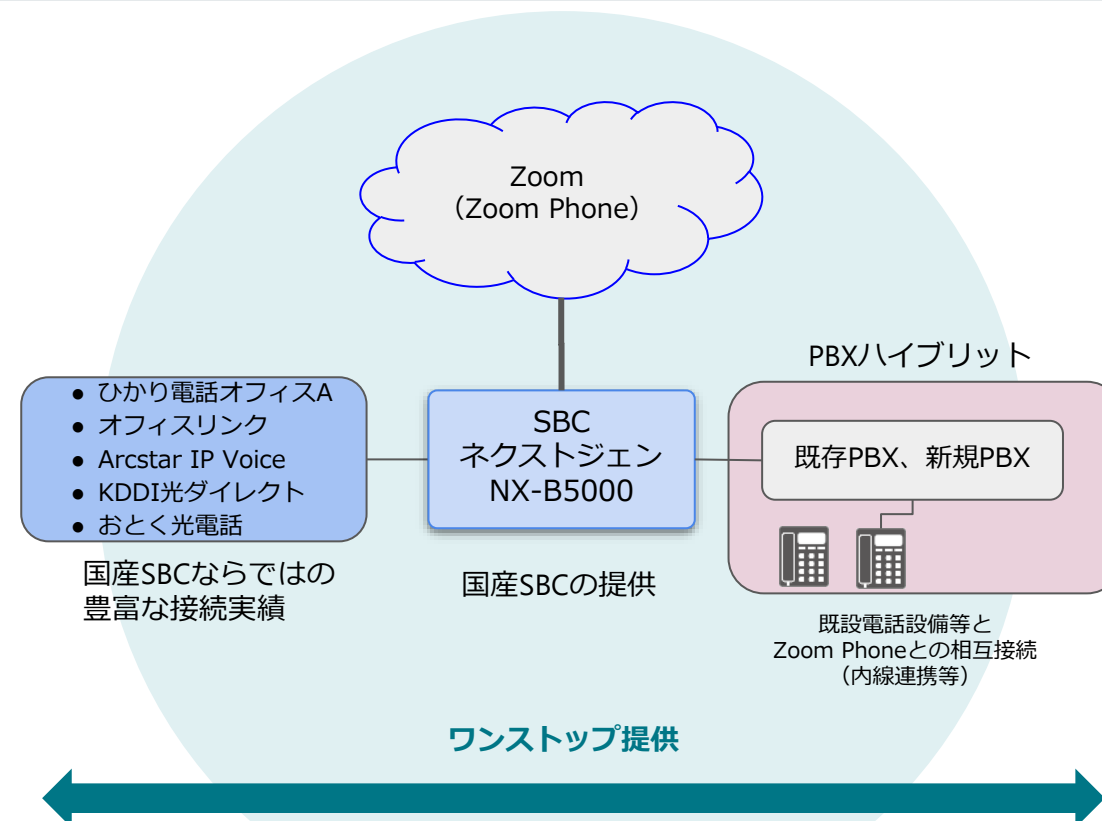 Zoom
（Zoom Phone）
PBXハイブリット
● ひかり電話オフィスA
● オフィスリンク
● Arcstar IP Voice
● KDDI光ダイレクト
● おとく光電話
SBC
ネクストジェン
NX-B5000
既存PBX、新規PBX
国産SBCならではの
豊富な接続実績
国産SBCの提供
既設電話設備等と
Zoom Phoneとの相互接続
（内線連携等）
ワンストップ提供